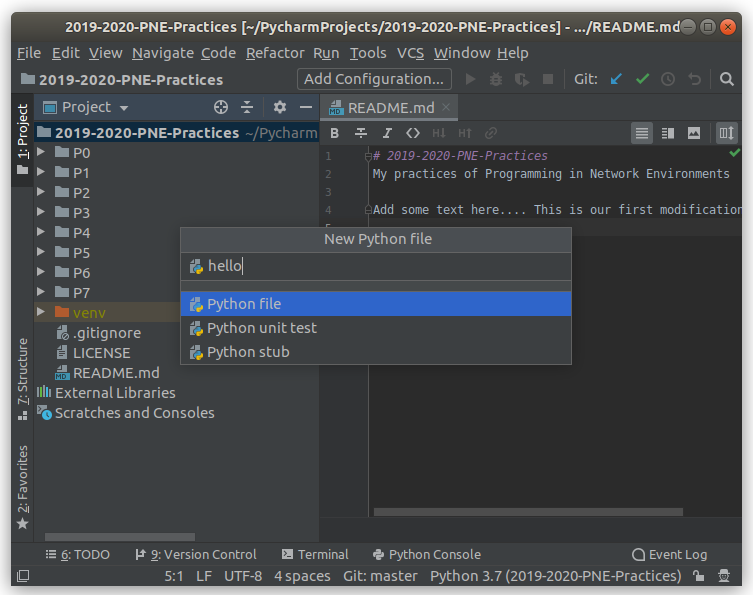 2019-2020-PNE-Practices [~/PycharmProjects/2019-2020-PNE-Practices] - .../README.md
File Edit View Navigate Code Refactor Run Tools VCS Window Help
2019-2020-PNE-Practices Add Configuration... Git:
1: Project
Project
README.md
2019-2020-PNE-Practices ~/Pycharm
P0
P1
P2
P3
P4
P5
P6
P7
venv
.gitignore
LICENSE
README.md
External Libraries
Scratches and Consoles
B I <> H↓ H↑
1 # 2019-2020-PNE-Practices
2 My practices of Programming in Network Environments
3
4 Add some text here.... This is our first modification
5
New Python file
hello
Python file
Python unit test
Python stub
7: Structure
2: Favorites
6: TODO 9: Version Control Terminal Python Console Event Log
5:1 LF UTF-8 4 spaces Git: master Python 3.7 (2019-2020-PNE-Practices)